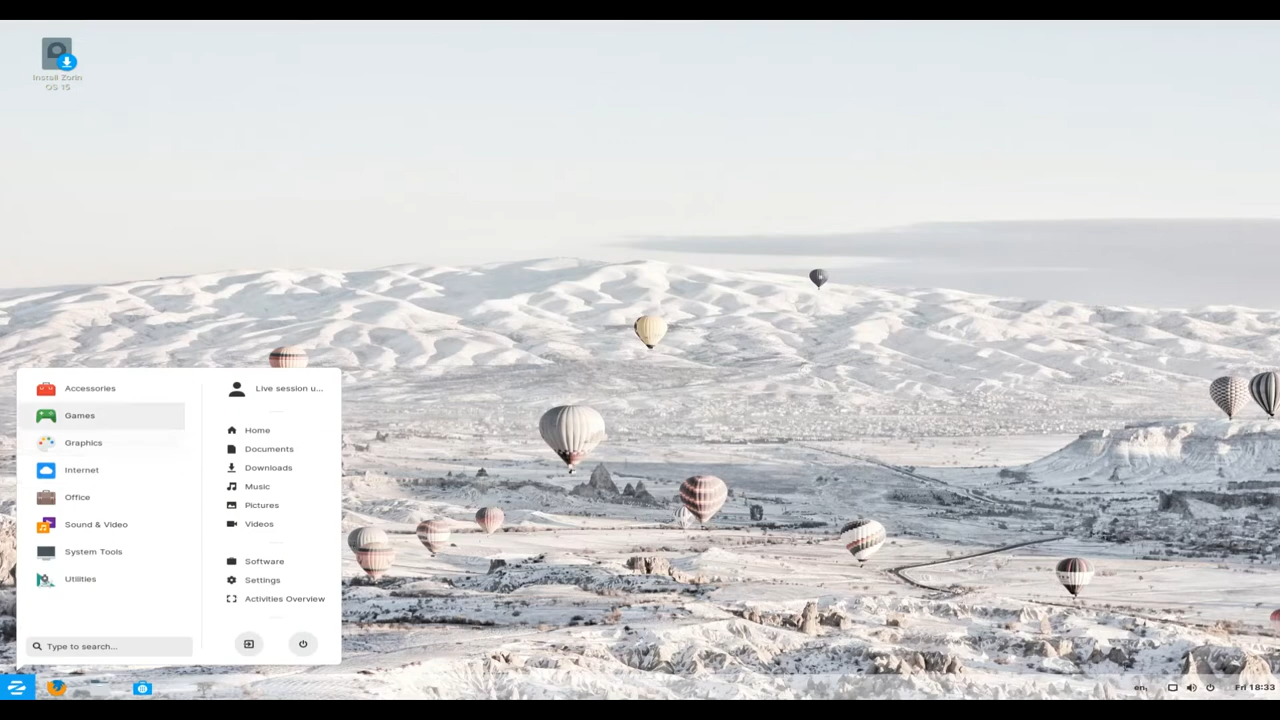 Install Zorin
OS 15
Accessories
Games
Graphics
Internet
Office
Sound & Video
System Tools
Utilities
Type to search...
Live session u...
Home
Documents
Downloads
Music
Pictures
Videos
Software
Settings
Activities Overview
en₁
Fri 18:33